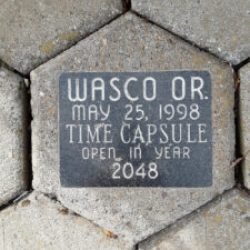 WASCO OR.
MAY 25, 1998
TIME CAPSULE
OPEN IN YEAR
2048